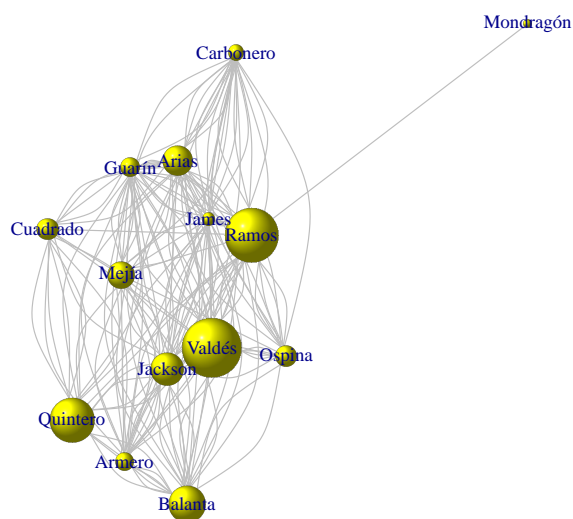 Mondragón
Carbonero
Arias
Guarín
James
Cuadrado
Ramos
Mejía
Valdés
Ospina
Jackson
Quintero
Armero
Balanta